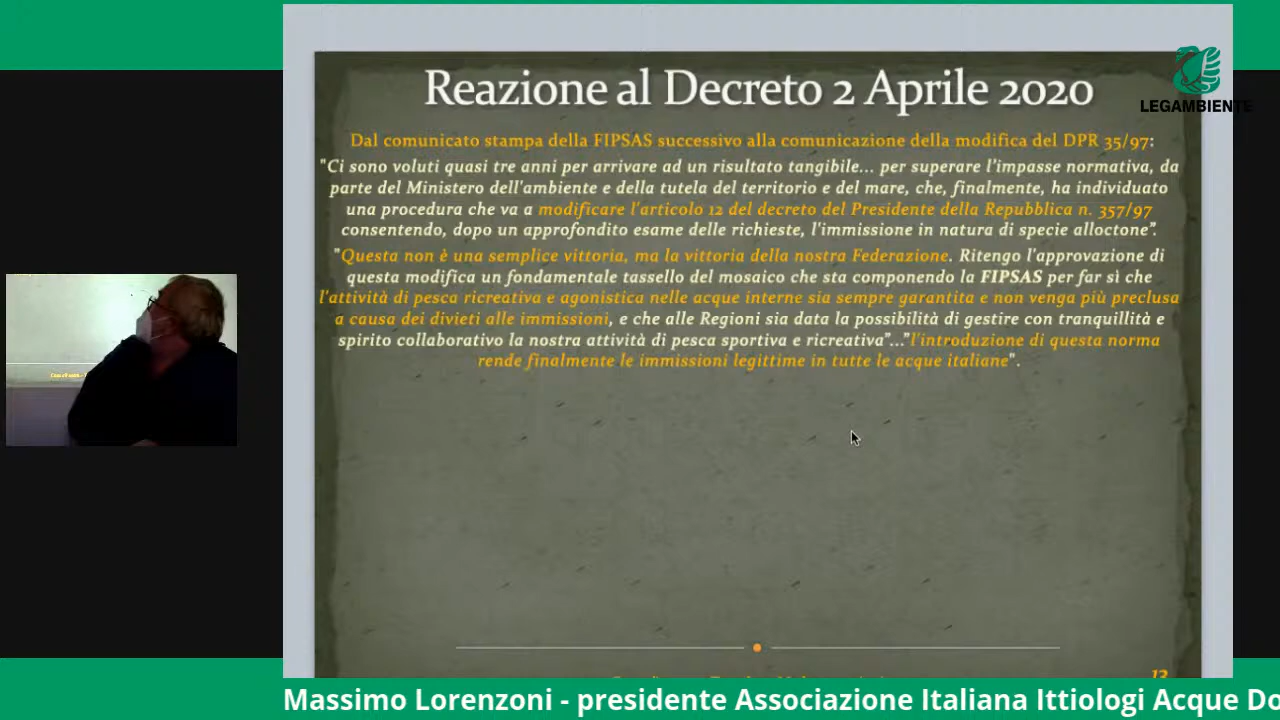 Reazione al Decreto 2 Aprile 2020
LEGAMBIENTE
Dal comunicato stampa della FIPSAS successivo alla comunicazione della modifica del DPR 35/97:
"Ci sono voluti quasi tre anni per arrivare ad un risultato tangibile... per superare l'impasse normativa, da
parte del Ministero dell'ambiente e della tutela del territorio e del mare, che, finalmente, ha individuato
una procedura che va a modificare l'articolo 12 del decreto del Presidente della Repubblica n. 357/97
consentendo, dopo un approfondito esame delle richieste, l'immissione in natura di specie alloctone".
"Questa non è una semplice vittoria, ma la vittoria della nostra Federazione. Ritengo l'approvazione di
questa modifica un fondamentale tassello del mosaico che sta componendo la FIPSAS per far sì che
l'attività di pesca ricreativa e agonistica nelle acque interne sia sempre garantita e non venga più preclusa
a causa dei divieti alle immissioni, e che alle Regioni sia data la possibilità di gestire con tranquillità e
spirito collaborativo la nostra attività di pesca sportiva e ricreativa"..."l'introduzione di questa norma
rende finalmente le immissioni legittime in tutte le acque italiane".
13
Massimo Lorenzoni - presidente Associazione Italiana Ittiologi Acque Do